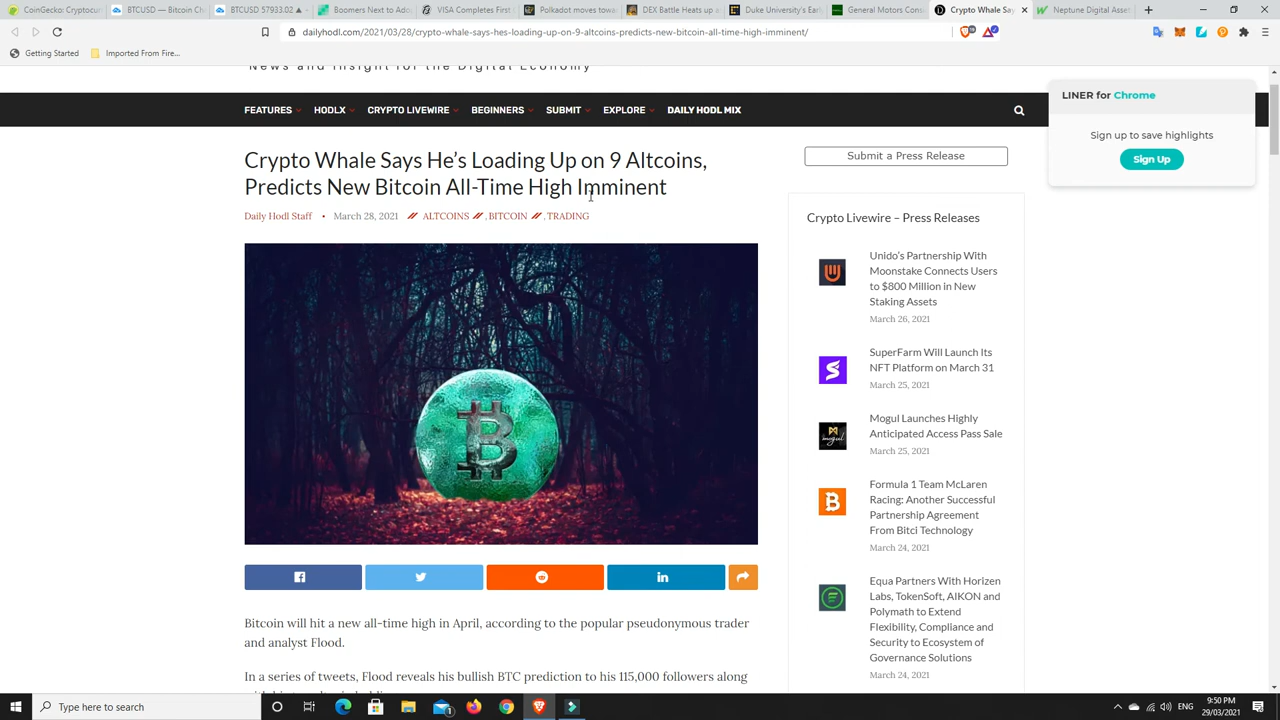 CoinGecko: Cryptocurr
BTCUSD — Bitcoin Ch
BTCUSD 57933.02
Boomers Next to Ado
VISA Completes First
Polkadot moves towar
DEX Battle Heats up o
Duke University's Earl
General Motors Cons
Crypto Whale Says
Neptune Digital Asset
dailyhodl.com/2021/03/28/crypto-whale-says-hes-loading-up-on-9-altcoins-predicts-new-bitcoin-all-time-high-imminent/
Getting Started
Imported From Fire...
News and Insight for the Digital Economy
FEATURES
HODLX
CRYPTO LIVEWIRE
BEGINNERS
SUBMIT
EXPLORE
DAILY HODL MIX
LINER for Chrome
Sign up to save highlights
Sign Up
Crypto Whale Says He's Loading Up on 9 Altcoins,
Predicts New Bitcoin All-Time High Imminent
Daily Hodl Staff • March 28, 2021 // ALTCOINS // , BITCOIN // , TRADING
Bitcoin will hit a new all-time high in April, according to the popular pseudonymous trader
and analyst Flood.
In a series of tweets, Flood reveals his bullish BTC prediction to his 115,000 followers along
Submit a Press Release
Crypto Livewire – Press Releases
Unido's Partnership With
Moonstake Connects Users
to $800 Million in New
Staking Assets
March 26, 2021
SuperFarm Will Launch Its
NFT Platform on March 31
March 25, 2021
mogul
Mogul Launches Highly
Anticipated Access Pass Sale
March 25, 2021
Formula 1 Team McLaren
Racing: Another Successful
Partnership Agreement
From Bitci Technology
March 24, 2021
Equa Partners With Horizen
Labs, TokenSoft, AIKON and
Polymath to Extend
Flexibility, Compliance and
Security to Ecosystem of
Governance Solutions
March 24, 2021
Type here to search
ENG
9:50 PM
29/03/2021